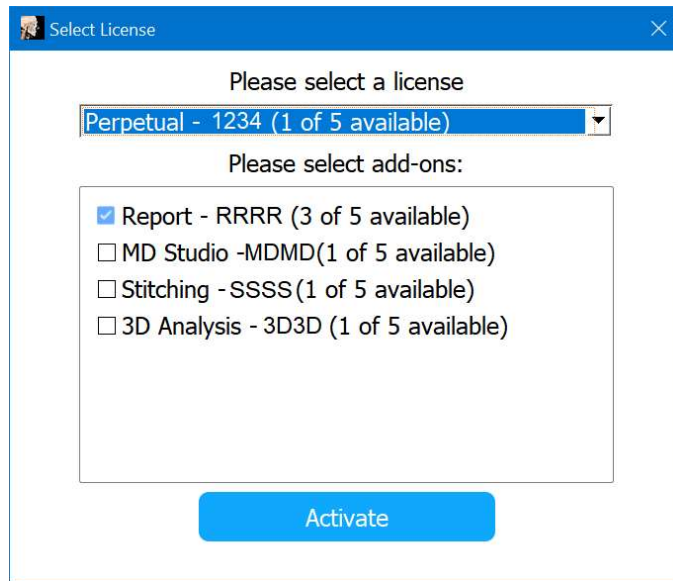 Select License
Please select a license
Perpetual - 1234 (1 of 5 available)
Please select add-ons:
Report - RRRR (3 of 5 available)
MD Studio -MDMD(1 of 5 available)
Stitching -SSSS(1 of 5 available)
3D Analysis - 3D3D (1 of 5 available)
Activate